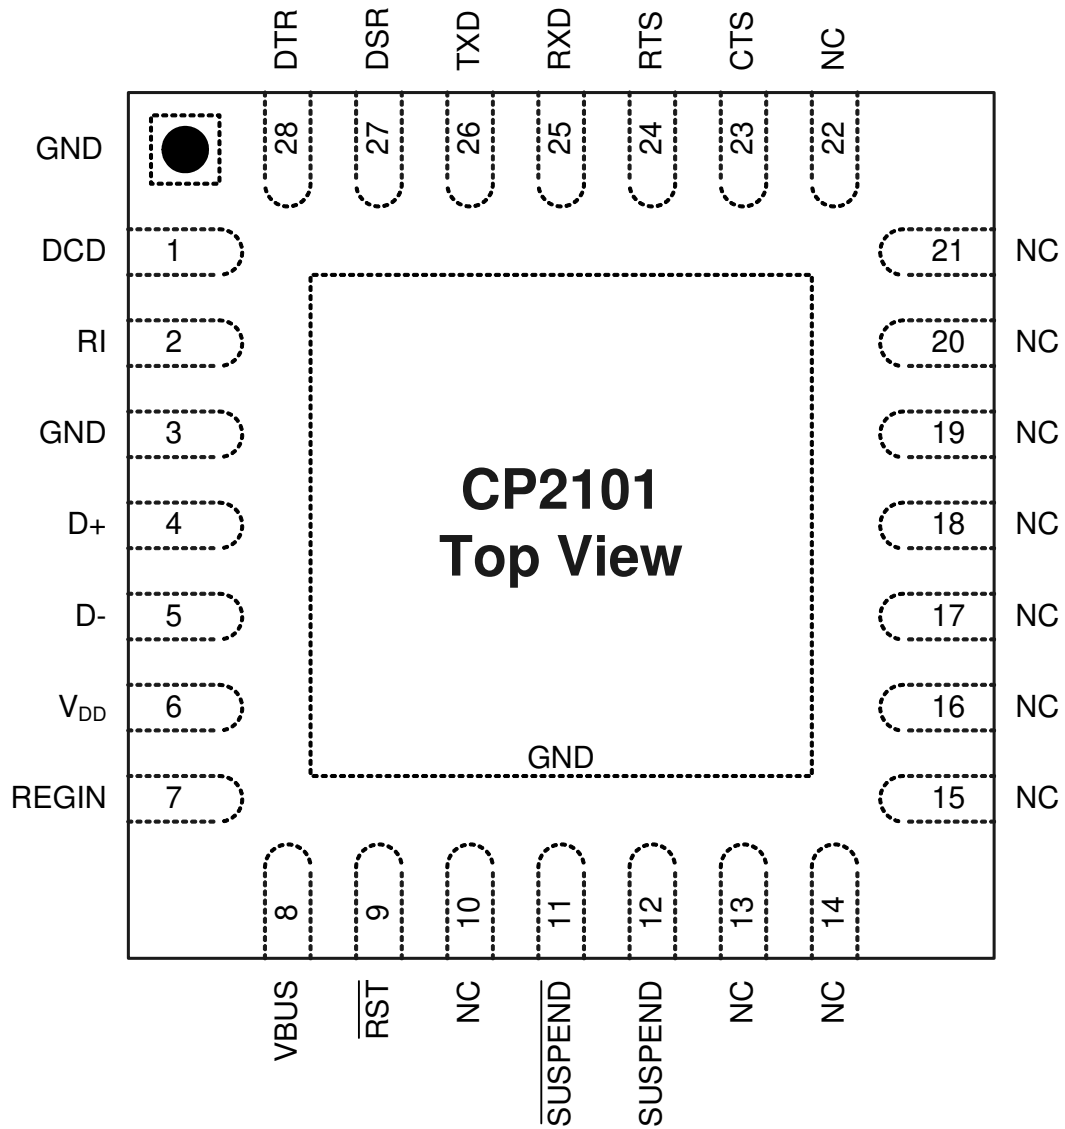 DTR DSR TXD RXD RTS CTS NC
28 27 26 25 24 23 22
GND
DCD 1 21 NC
RI 2 20 NC
GND 3 19 NC
D+ 4 18 NC
CP2101
Top View
D- 5 17 NC
VDD 6 16 NC
GND
REGIN 7 15 NC
8 9 10 11 12 13 14
VBUS R̅S̅T̅ NC S̅U̅S̅P̅E̅N̅D̅ SUSPEND NC NC